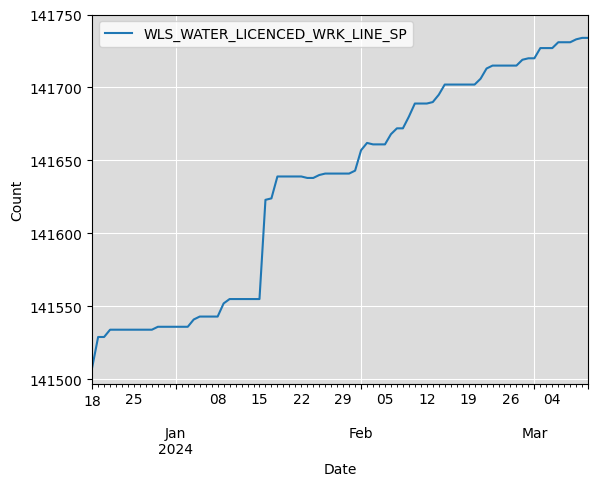 WLS_WATER_LICENCED_WRK_LINE_SP
141750
141700
141650
141600
141550
141500
Count
18 25 08 15 22 29 05 12 19 26 04
Jan Feb Mar
2024
Date